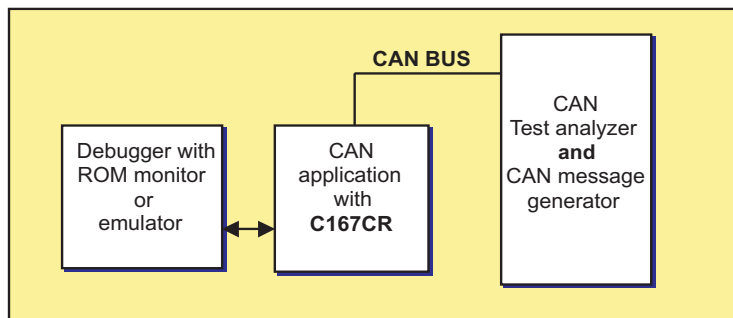 CAN BUS
Debugger with
ROM monitor
or
emulator
CAN
application
with
C167CR
CAN
Test analyzer
and
CAN message
generator